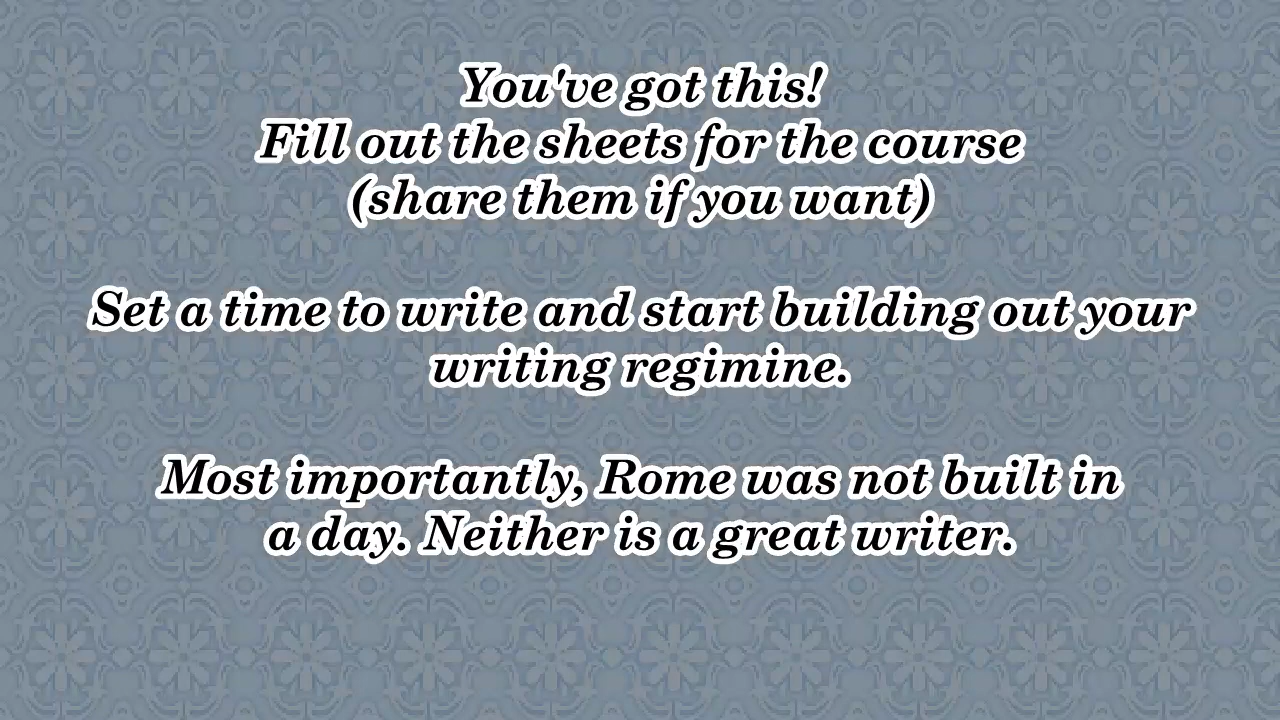 You've got this!
Fill out the sheets for the course
(share them if you want)
Set a time to write and start building out your
writing regimine.
Most importantly, Rome was not built in
a day. Neither is a great writer.